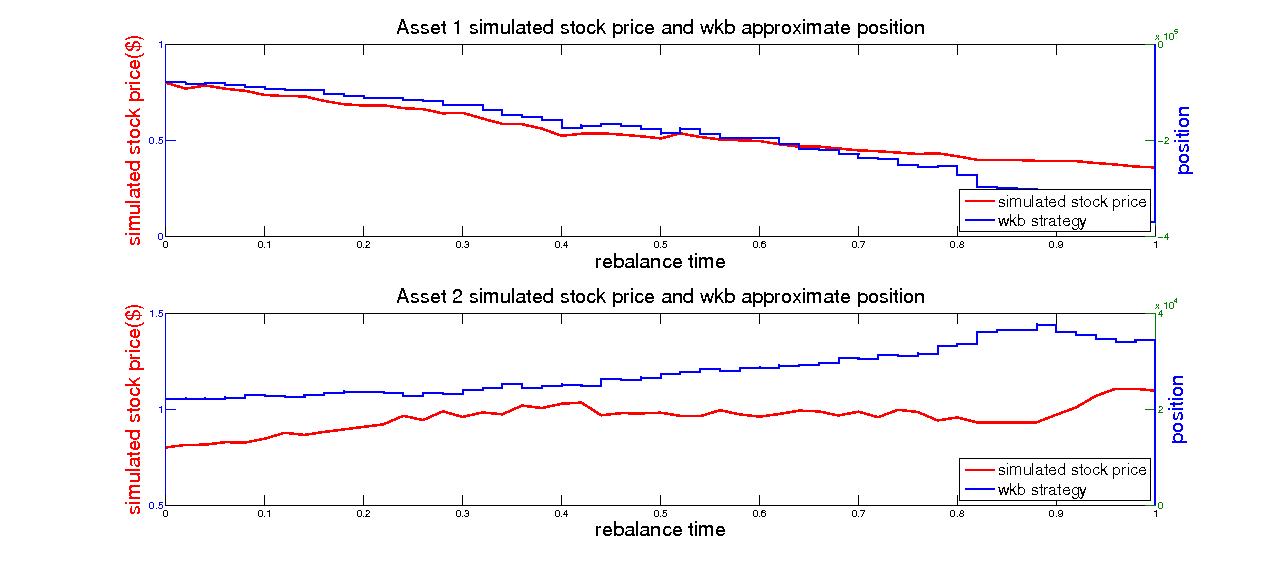 Asset 1 simulated stock price and wkb approximate position
x 10^5
simulated stock price($)
1
0.5
0
0
−2
−4
position
simulated stock price
wkb strategy
0 0.1 0.2 0.3 0.4 0.5 0.6 0.7 0.8 0.9 1
rebalance time
Asset 2 simulated stock price and wkb approximate position
x 10^4
simulated stock price($)
1.5
1
0.5
4
2
0
position
simulated stock price
wkb strategy
0 0.1 0.2 0.3 0.4 0.5 0.6 0.7 0.8 0.9 1
rebalance time